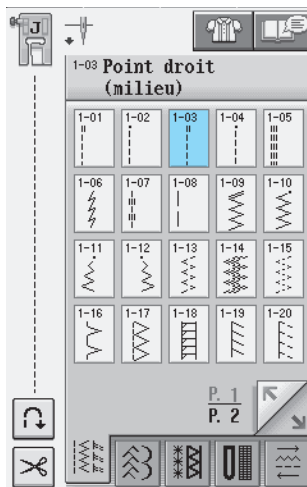 J
1-03 Point droit
(milieu)
1-01 1-02 1-03 1-04 1-05
1-06 1-07 1-08 1-09 1-10
1-11 1-12 1-13 1-14 1-15
1-16 1-17 1-18 1-19 1-20
P. 1
P. 2